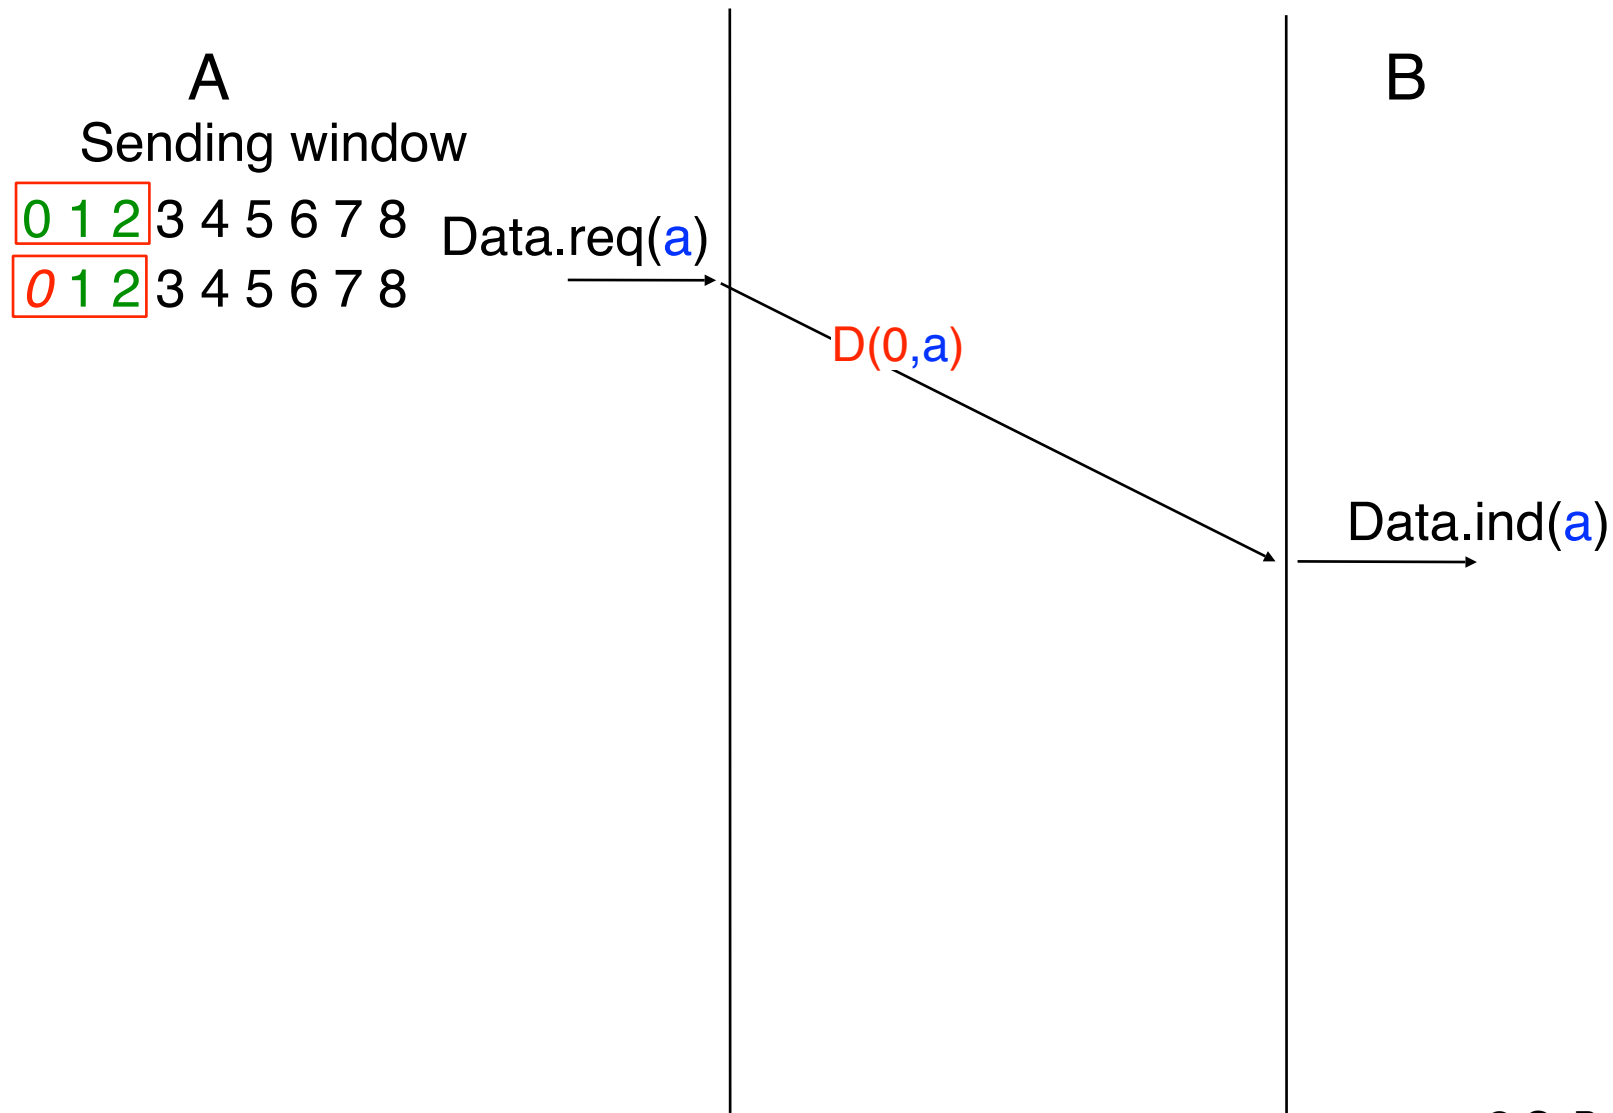 A
B
Sending window
0 1 2 3 4 5 6 7 8
Data.req(a)
0 1 2 3 4 5 6 7 8
D(0,a)
Data.ind(a)